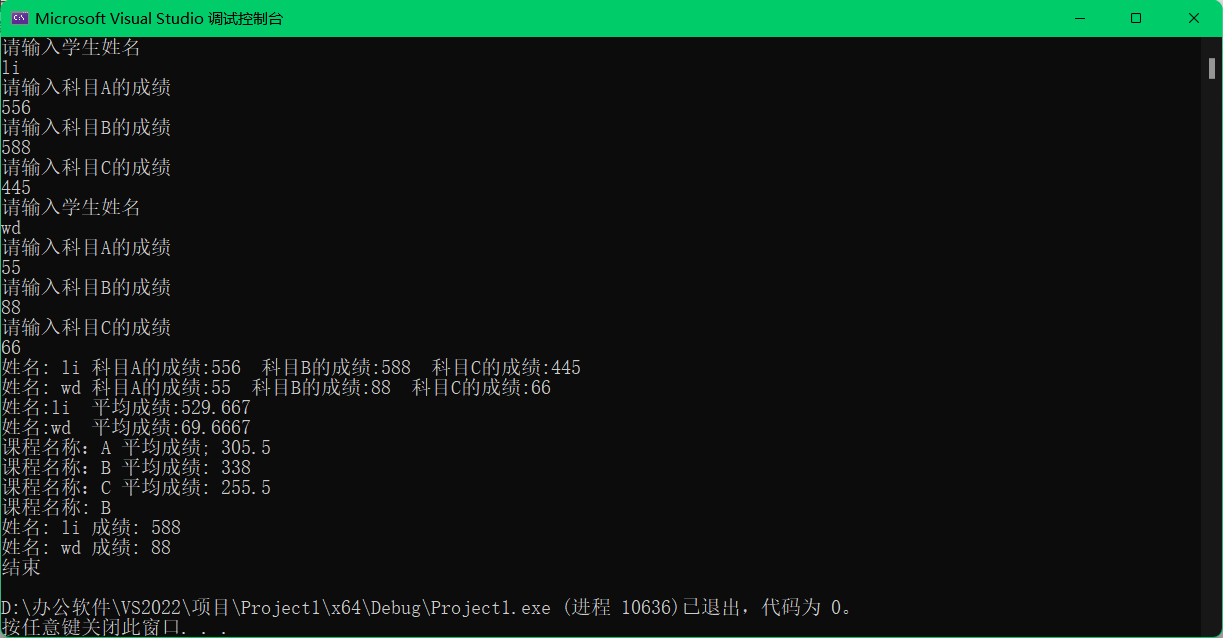 Microsoft Visual Studio 调试控制台
请输入学生姓名
li
请输入科目A的成绩
556
请输入科目B的成绩
588
请输入科目C的成绩
445
请输入学生姓名
wd
请输入科目A的成绩
55
请输入科目B的成绩
88
请输入科目C的成绩
66
姓名: li 科目A的成绩:556  科目B的成绩:588  科目C的成绩:445
姓名: wd 科目A的成绩:55  科目B的成绩:88  科目C的成绩:66
姓名:li  平均成绩:529.667
姓名:wd  平均成绩:69.6667
课程名称：A 平均成绩; 305.5
课程名称：B 平均成绩: 338
课程名称：C 平均成绩: 255.5
课程名称: B
姓名: li 成绩: 588
姓名: wd 成绩: 88
结束
D:\办公软件\VS2022\项目\Project1\x64\Debug\Project1.exe (进程 10636)已退出，代码为 0。
按任意键关闭此窗口. . .